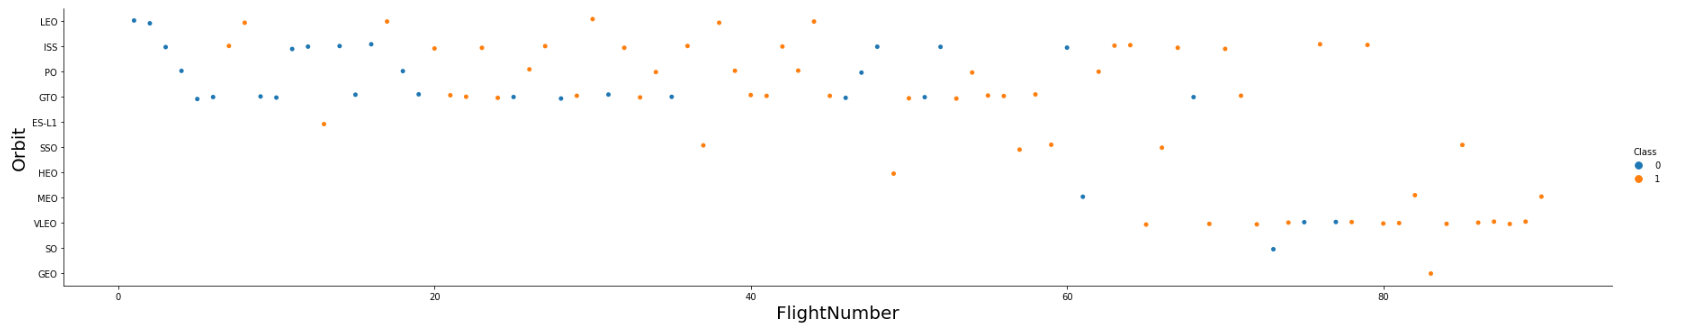 LEO
ISS
PO
GTO
ES-L1
SSO
HEO
MEO
VLEO
SO
GEO
Orbit
0 20 40 60 80
FlightNumber
Class
0
1